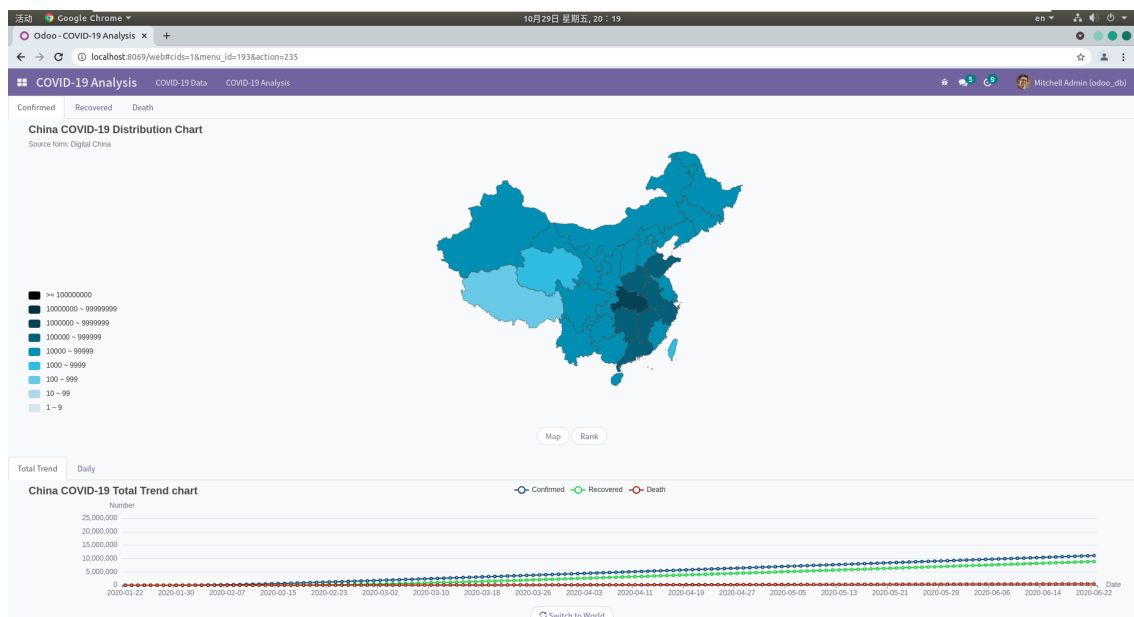 活动 Google Chrome ▾ 10月29日 星期五, 20：19 en ▾
Odoo - COVID-19 Analysis × +
localhost:8069/web#cids=1&menu_id=193&action=235
COVID-19 Analysis COVID-19 Data COVID-19 Analysis 5 9 Mitchell Admin (odoo_db)
Confirmed Recovered Death
China COVID-19 Distribution Chart
Source form: Digital China
>= 100000000
10000000 ~ 99999999
1000000 ~ 9999999
100000 ~ 999999
10000 ~ 99999
1000 ~ 9999
100 ~ 999
10 ~ 99
1 ~ 9
Map Rank
Total Trend Daily
China COVID-19 Total Trend chart Confirmed Recovered Death
Number
25,000,000
20,000,000
15,000,000
10,000,000
5,000,000
0 Date
2020-01-22 2020-01-30 2020-02-07 2020-02-15 2020-02-23 2020-03-02 2020-03-10 2020-03-18 2020-03-26 2020-04-03 2020-04-11 2020-04-19 2020-04-27 2020-05-05 2020-05-13 2020-05-21 2020-05-29 2020-06-06 2020-06-14 2020-06-22
Switch to World